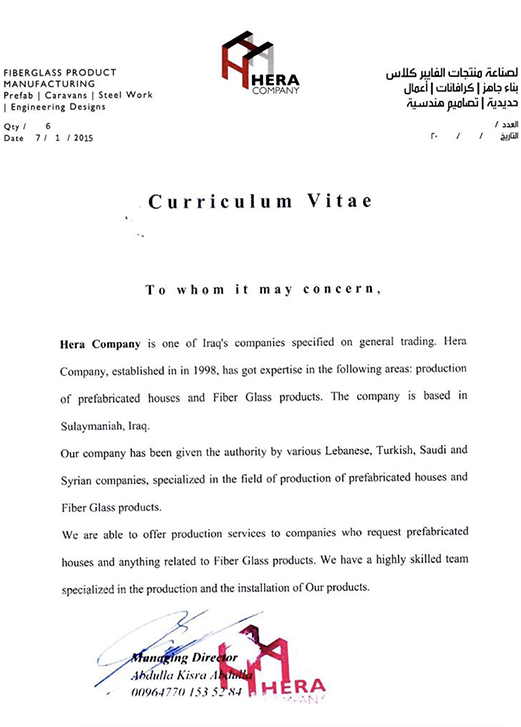 FIBERGLASS PRODUCT
MANUFACTURING
Prefab | Caravans | Steel Work
| Engineering Designs
Qty / 6
Date 7 / 1 / 2015
HERA
COMPANY
لصناعة منتجات الفايبر كلاس
بناء جاهز | كرافانات | أعمال
حديدية | تصاميم هندسية
العدد /
التاريخ / / ٢٠
Curriculum Vitae
To whom it may concern,
Hera Company is one of Iraq's companies specified on general trading. Hera
Company, established in in 1998, has got expertise in the following areas: production
of prefabricated houses and Fiber Glass products. The company is based in
Sulaymaniah, Iraq.
Our company has been given the authority by various Lebanese, Turkish, Saudi and
Syrian companies, specialized in the field of production of prefabricated houses and
Fiber Glass products.
We are able to offer production services to companies who request prefabricated
houses and anything related to Fiber Glass products. We have a highly skilled team
specialized in the production and the installation of Our products.
Managing Director
Abdulla Kisra Abdulla
00964770 153 52 84
HERA